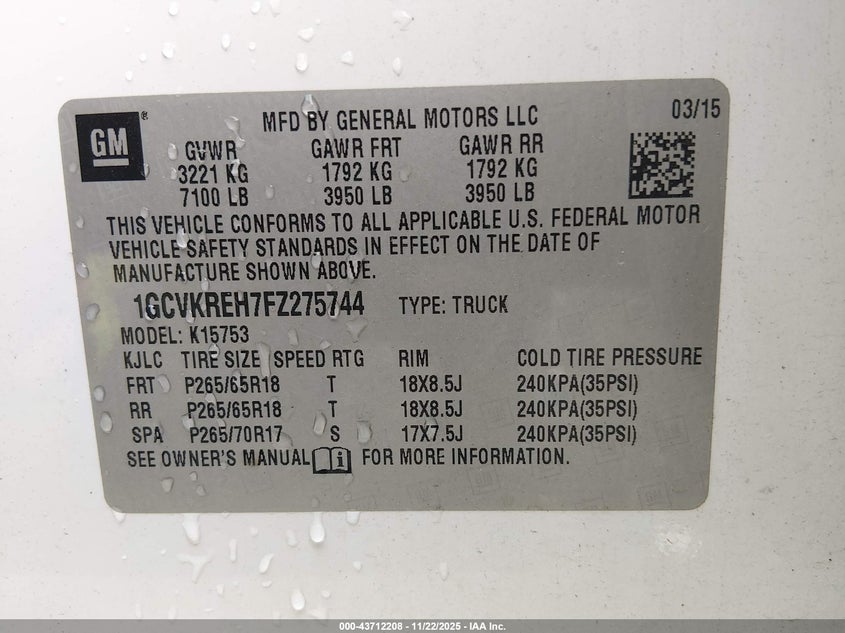 GM®
MFD BY GENERAL MOTORS LLC
03/15
GVWR GAWR FRT GAWR RR
3221 KG 1792 KG 1792 KG
7100 LB 3950 LB 3950 LB
THIS VEHICLE CONFORMS TO ALL APPLICABLE U.S. FEDERAL MOTOR
VEHICLE SAFETY STANDARDS IN EFFECT ON THE DATE OF
MANUFACTURE SHOWN ABOVE.
1GCVKREH7FZ275744 TYPE: TRUCK
MODEL: K15753
KJLC TIRE SIZE SPEED RTG RIM COLD TIRE PRESSURE
FRT P265/65R18 T 18X8.5J 240KPA(35PSI)
RR P265/65R18 T 18X8.5J 240KPA(35PSI)
SPA P265/70R17 S 17X7.5J 240KPA(35PSI)
SEE OWNER'S MANUAL FOR MORE INFORMATION.
000-43712208 - 11/22/2025 - IAA Inc.